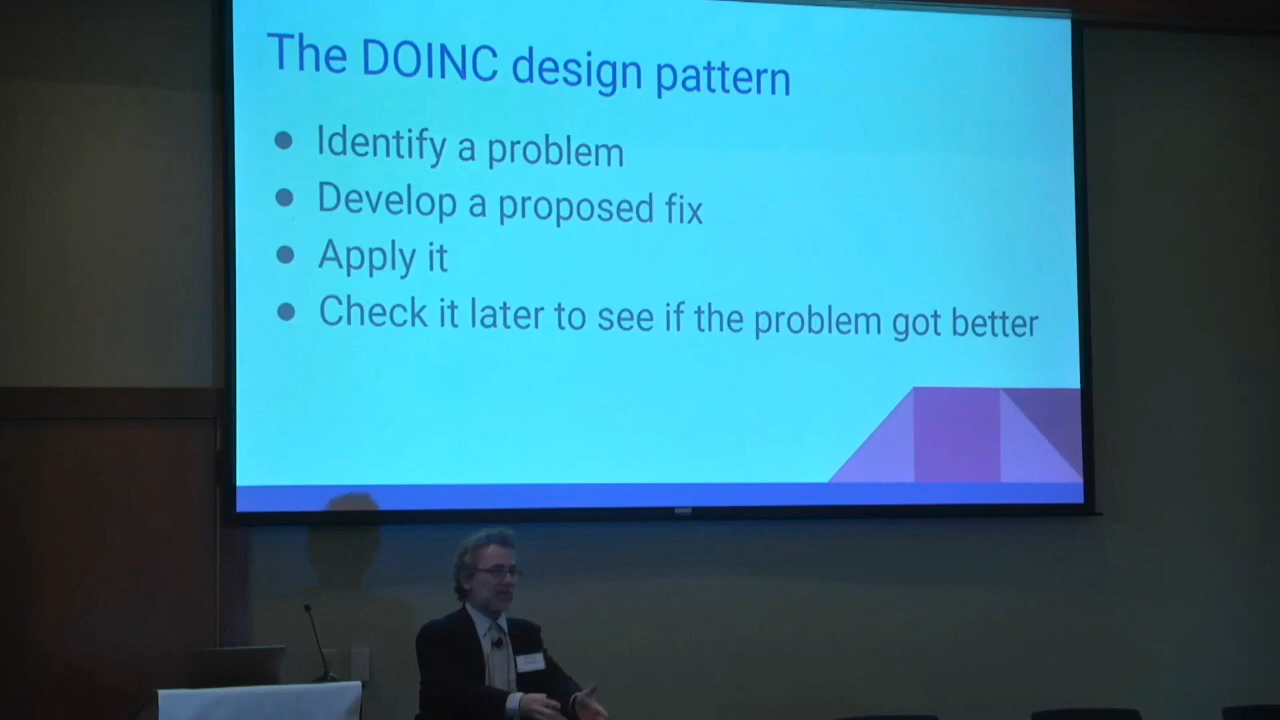 The DOINC design pattern
● Identify a problem
● Develop a proposed fix
● Apply it
● Check it later to see if the problem got better